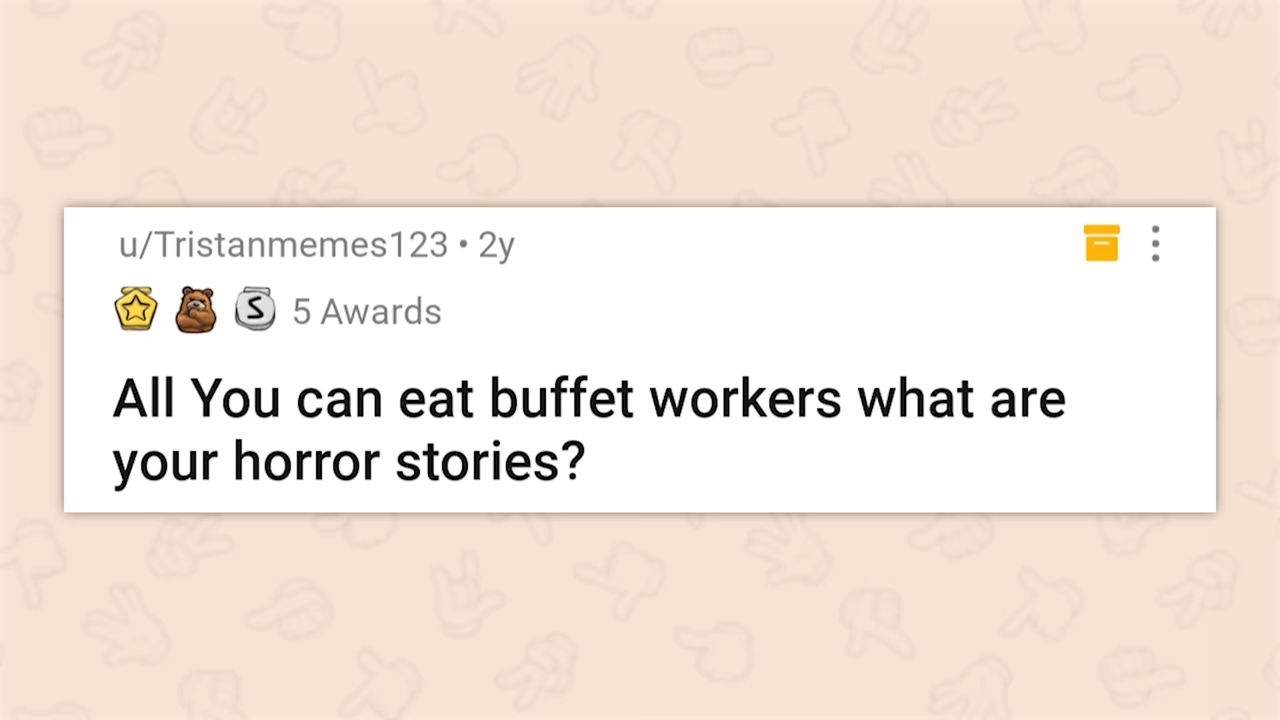 u/Tristanmemes123 • 2y
5 Awards
All You can eat buffet workers what are
your horror stories?